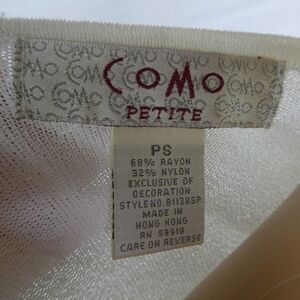 COMO
PETITE
PS
68% RAYON
32% NYLON
EXCLUSIVE OF
DECORATION
STYLE NO. 81138SP
MADE IN
HONG KONG
RN 59919
CARE ON REVERSE